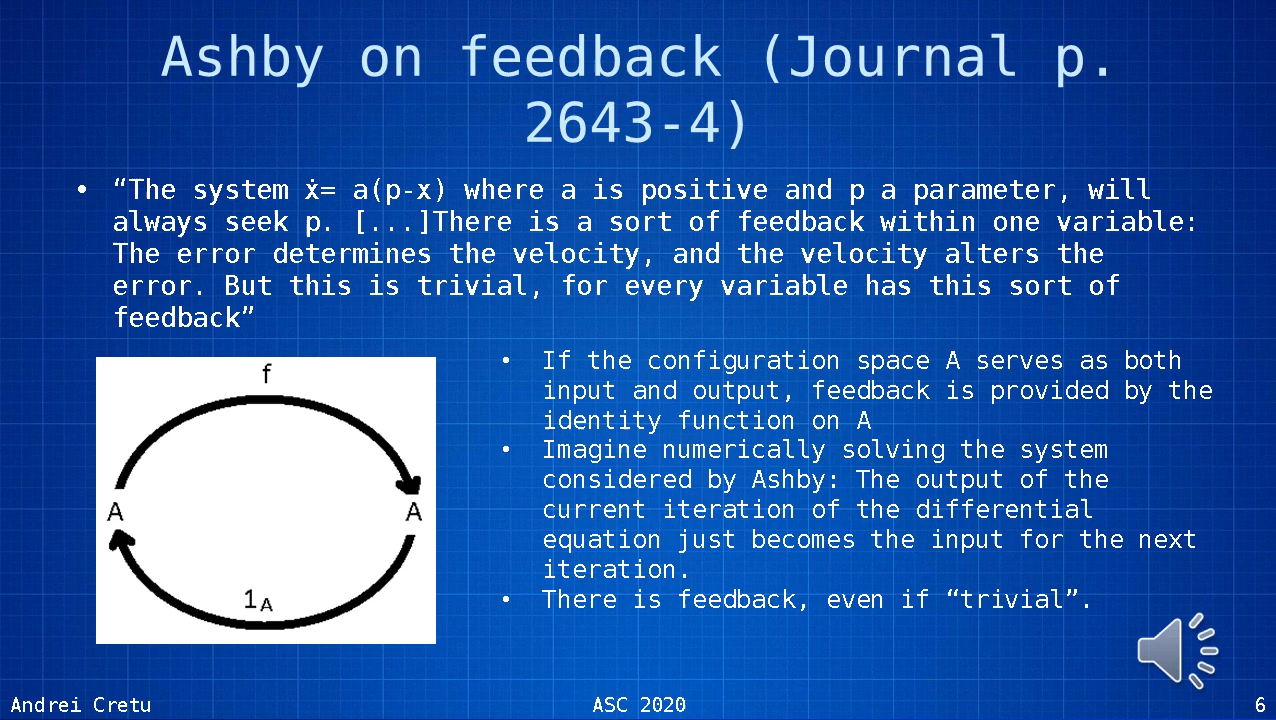 Ashby on feedback (Journal p.
2643-4)
• “The system ẋ= a(p-x) where a is positive and p a parameter, will
always seek p. [...]There is a sort of feedback within one variable:
The error determines the velocity, and the velocity alters the
error. But this is trivial, for every variable has this sort of
feedback”
f
A
A
1A
• If the configuration space A serves as both
input and output, feedback is provided by the
identity function on A
• Imagine numerically solving the system
considered by Ashby: The output of the
current iteration of the differential
equation just becomes the input for the next
iteration.
• There is feedback, even if “trivial”.
Andrei Cretu
ASC 2020
6